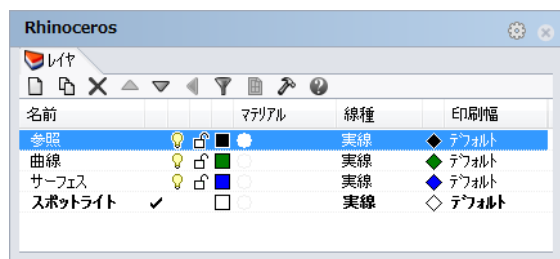 Rhinoceros
レイヤ
名前 マテリアル 線種 印刷幅
参照 実線 デフォルト
曲線 実線 デフォルト
サーフェス 実線 デフォルト
スポットライト 実線 デフォルト